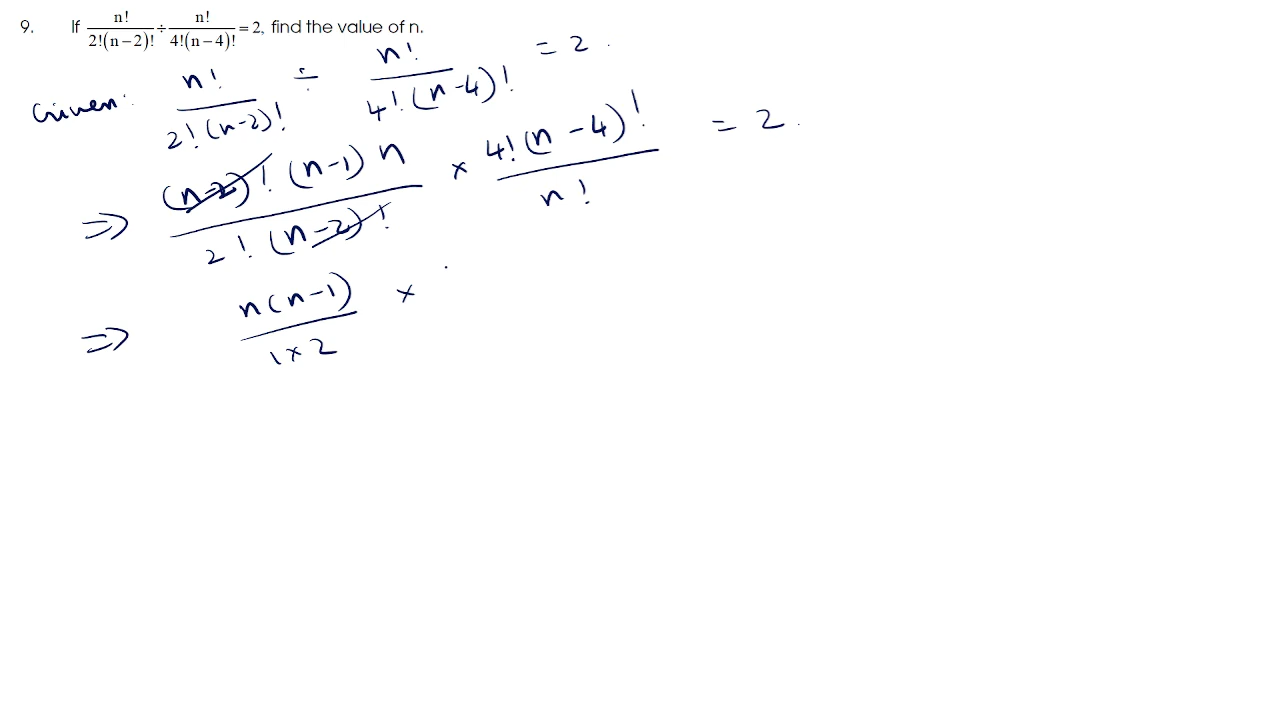 9. If n!/2!(n−2)! ÷ n!/4!(n−4)! = 2, find the value of n.
Given: n!/2!(n-2)! ÷ n!/4!(n-4)! = 2.
⇒ (n-2)!(n-1)n/2!(n-2)! × 4!(n-4)!/n! = 2.
⇒ n(n-1)/1×2 ×